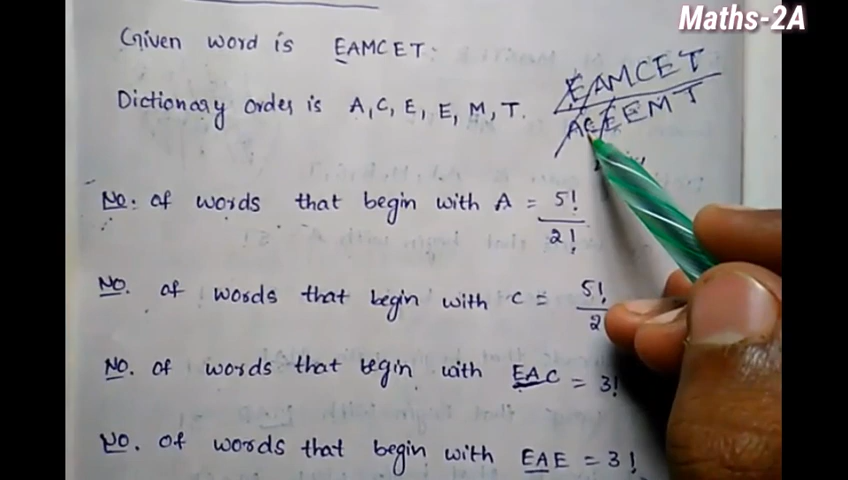 Maths-2A
Given word is EAMCET:
Dictionary order is A, C, E, E, M, T.
EAMCET
ACEEMT
No. of words that begin with A = 5!
2!
No. of words that begin with C = 5!
2
No. of words that begin with EAC = 3!
No. of words that begin with EAE = 3!